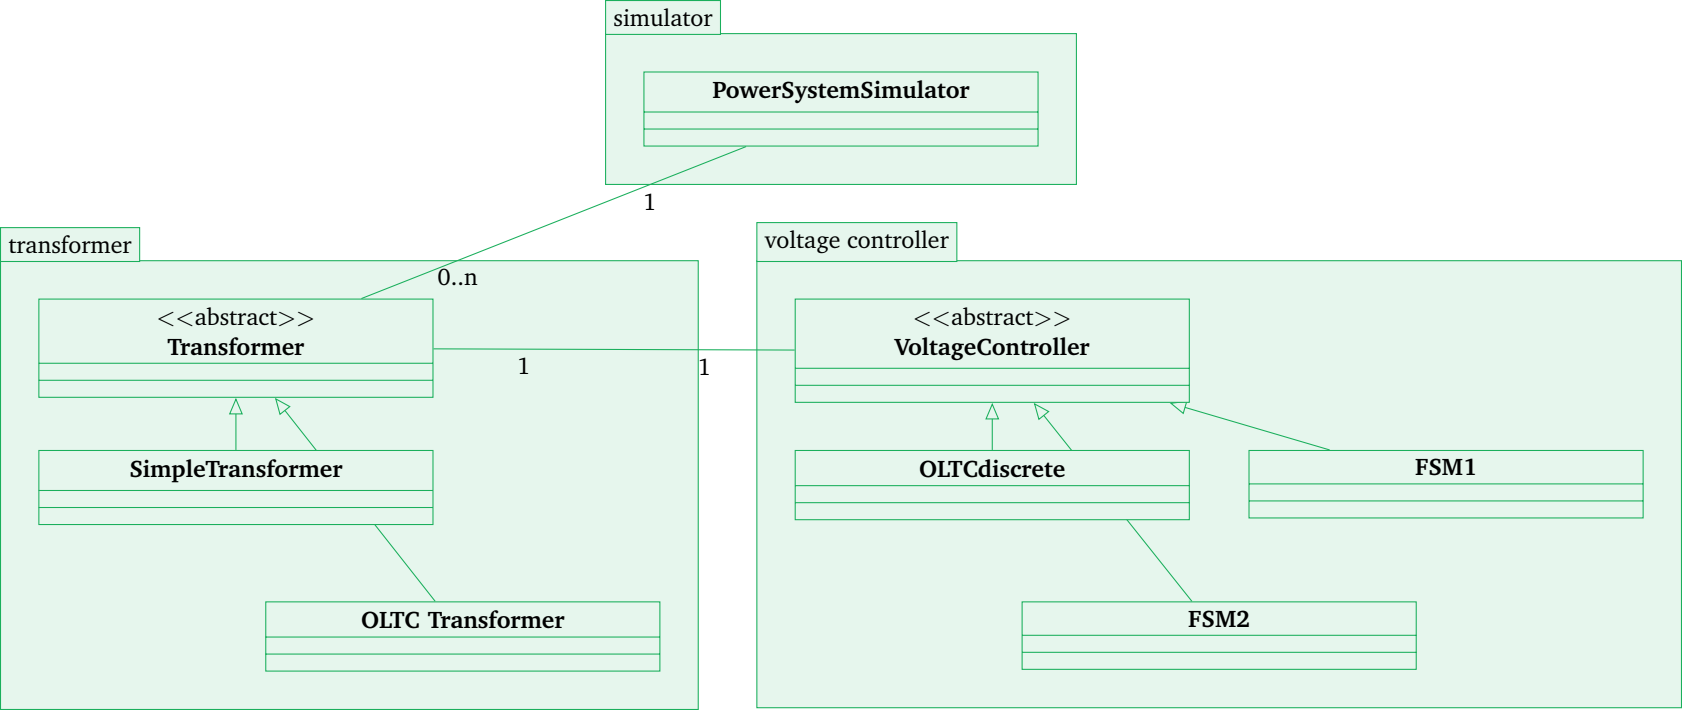 simulator
PowerSystemSimulator
1
transformer
0..n
<<abstract>>
Transformer
1
1
SimpleTransformer
OLTC Transformer
voltage controller
<<abstract>>
VoltageController
OLTCdiscrete
FSM1
FSM2